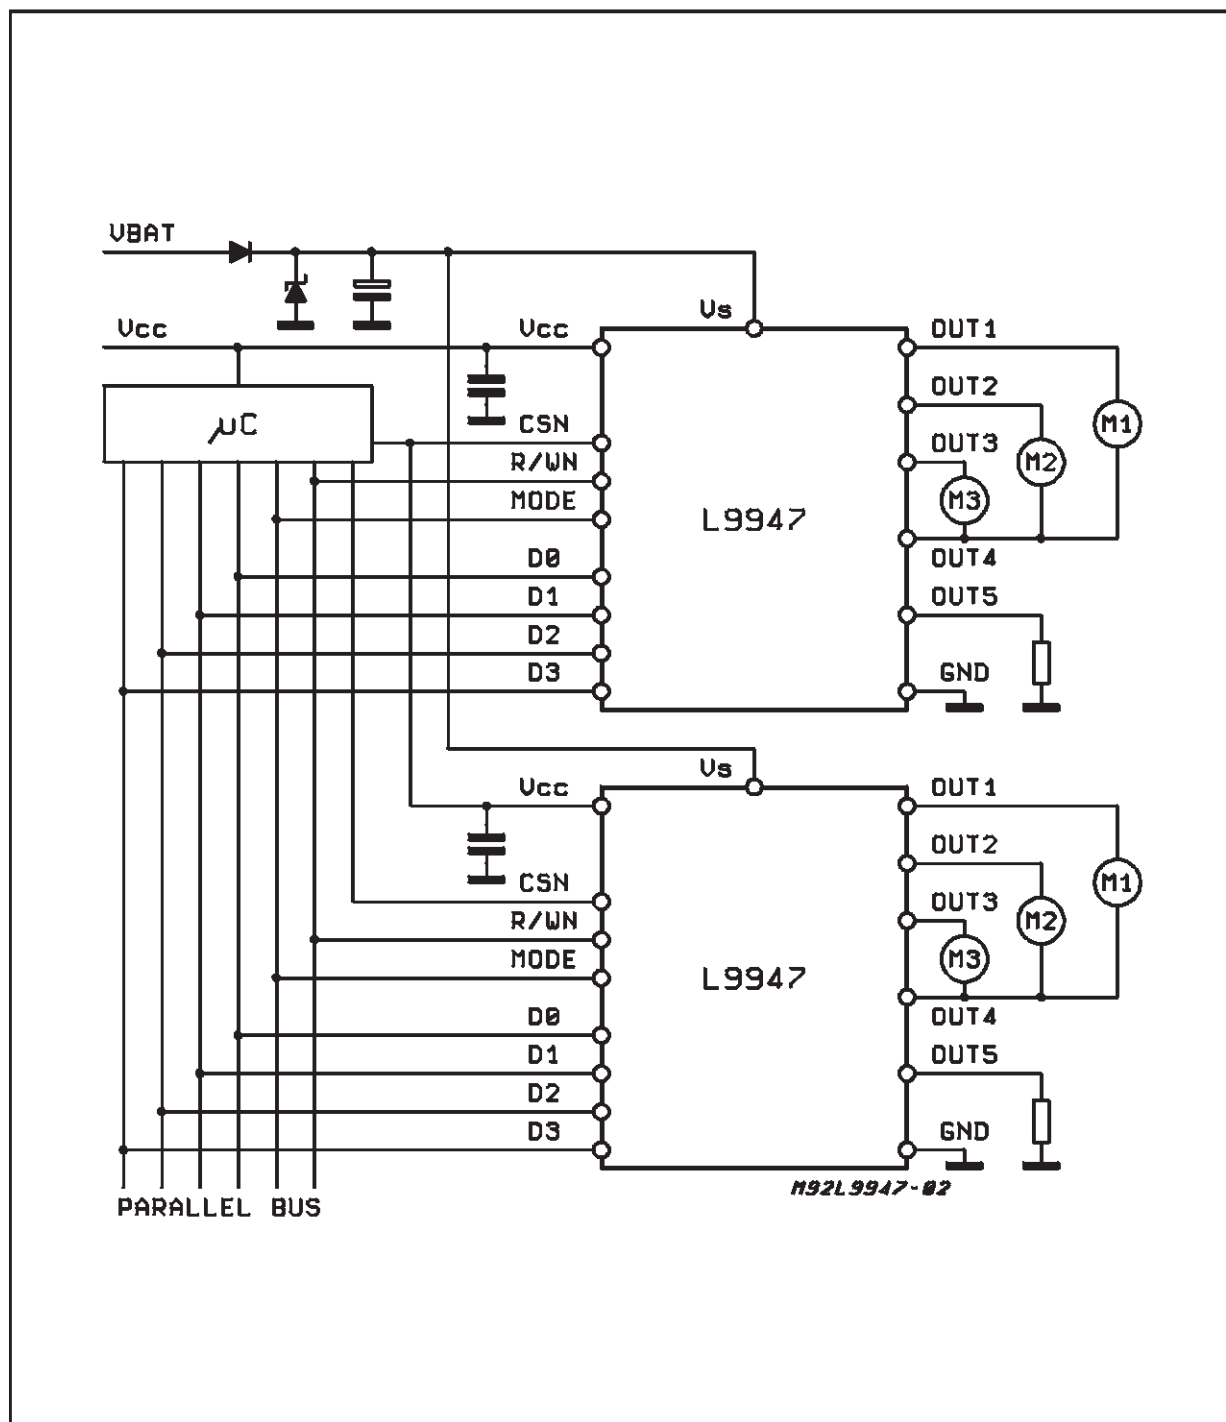 VBAT
Vcc
Vcc
Vs
OUT1
μC
OUT2
M1
CSN
OUT3
M2
R/WN
M3
MODE
L9947
D0
OUT4
D1
OUT5
D2
D3
GND
Vs
Vcc
OUT1
OUT2
CSN
M1
OUT3
R/WN
M2
MODE
M3
L9947
D0
OUT4
D1
OUT5
D2
D3
GND
M92L9947-02
PARALLEL BUS